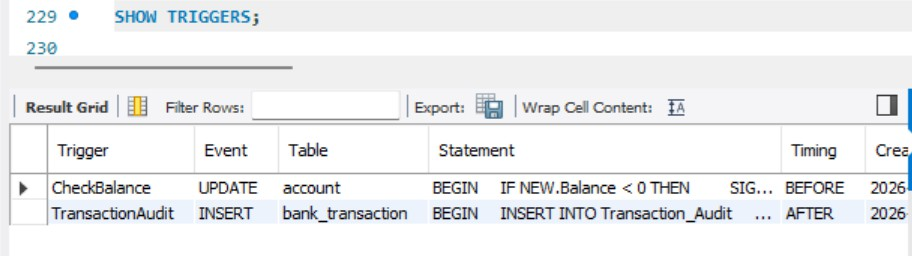 229 SHOW TRIGGERS;
230
Result Grid Filter Rows: Export: Wrap Cell Content: IA
Trigger Event Table Statement Timing Crea
CheckBalance UPDATE account BEGIN IF NEW.Balance < 0 THEN SIG... BEFORE 2026-
TransactionAudit INSERT bank_transaction BEGIN INSERT INTO Transaction_Audit ... AFTER 2026-